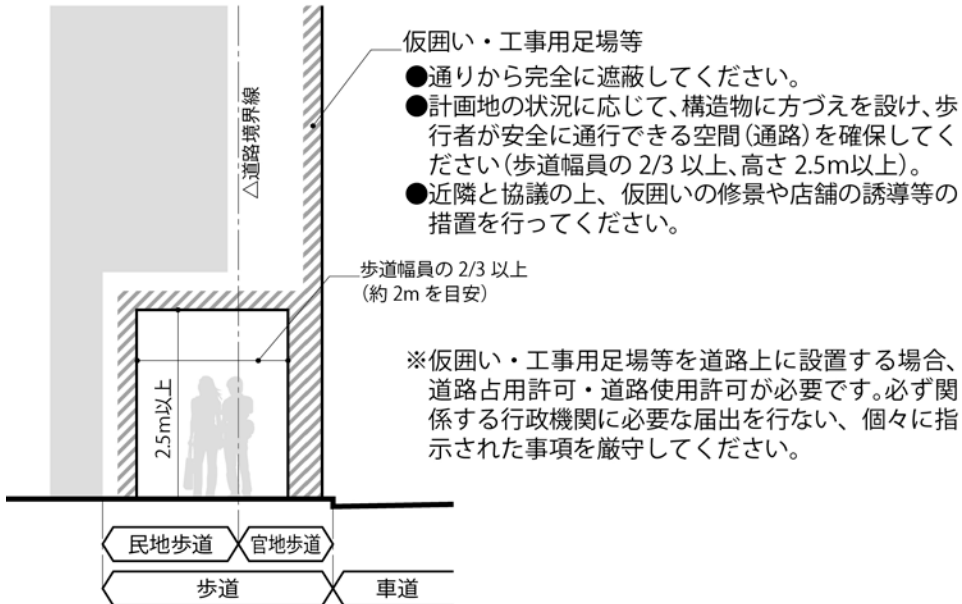 仮囲い・工事用足場等
●通りから完全に遮蔽してください。
●計画地の状況に応じて、構造物に方づえを設け、歩
行者が安全に通行できる空間(通路)を確保してく
ださい(歩道幅員の 2/3 以上、高さ 2.5m以上)。
●近隣と協議の上、仮囲いの修景や店舗の誘導等の
措置を行ってください。
△道路境界線
歩道幅員の 2/3 以上
(約 2m を目安)
※仮囲い・工事用足場等を道路上に設置する場合、
道路占用許可・道路使用許可が必要です。必ず関
係する行政機関に必要な届出を行ない、個々に指
示された事項を厳守してください。
2.5m以上
民地歩道 官地歩道
歩道 車道